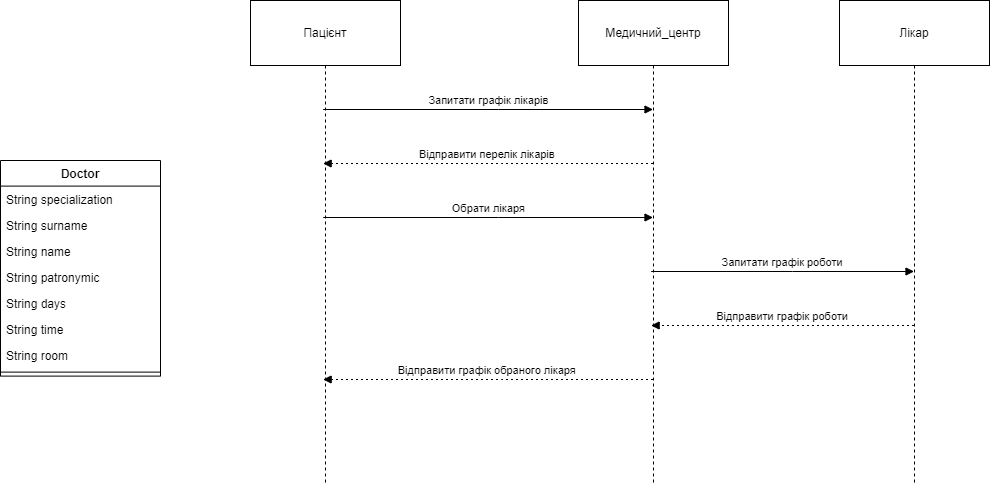 Пацієнт
Медичний_центр
Лікар
Запитати графік лікарів
Відправити перелік лікарів
Обрати лікаря
Запитати графік роботи
Відправити графік роботи
Відправити графік обраного лікаря
Doctor
String specialization
String surname
String name
String patronymic
String days
String time
String room